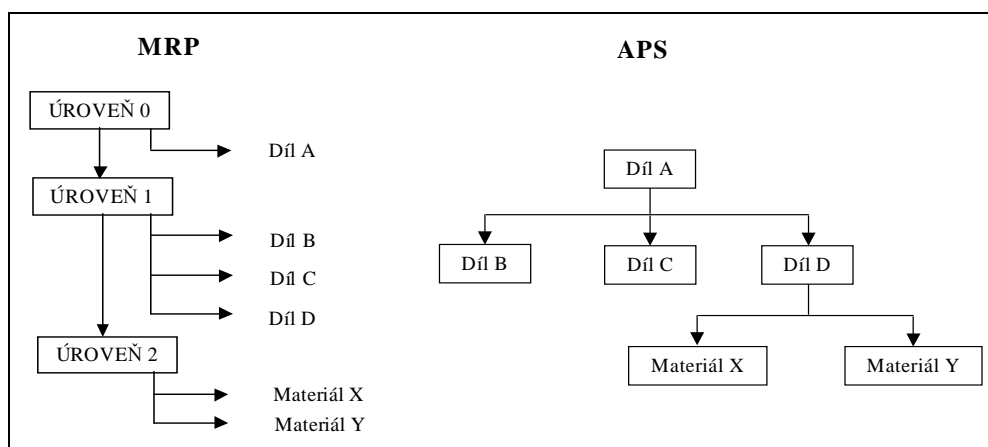 MRP
ÚROVEŇ 0
Díl A
ÚROVEŇ 1
Díl B
Díl C
Díl D
ÚROVEŇ 2
Materiál X
Materiál Y
APS
Díl A
Díl B
Díl C
Díl D
Materiál X
Materiál Y